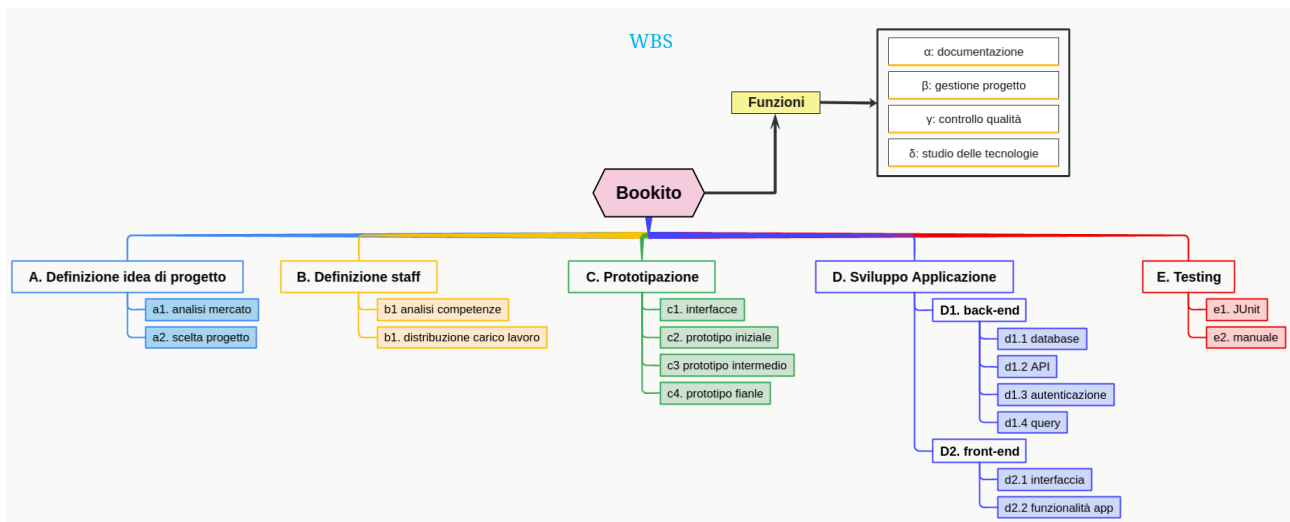 WBS
α: documentazione
β: gestione progetto
γ: controllo qualità
δ: studio delle tecnologie
Funzioni
Bookito
A. Definizione idea di progetto
a1. analisi mercato
a2. scelta progetto
B. Definizione staff
b1 analisi competenze
b1. distribuzione carico lavoro
C. Prototipazione
c1. interfacce
c2. prototipo iniziale
c3 prototipo intermedio
c4. prototipo fianle
D. Sviluppo Applicazione
D1. back-end
d1.1 database
d1.2 API
d1.3 autenticazione
d1.4 query
D2. front-end
d2.1 interfaccia
d2.2 funzionalità app
E. Testing
e1. JUnit
e2. manuale